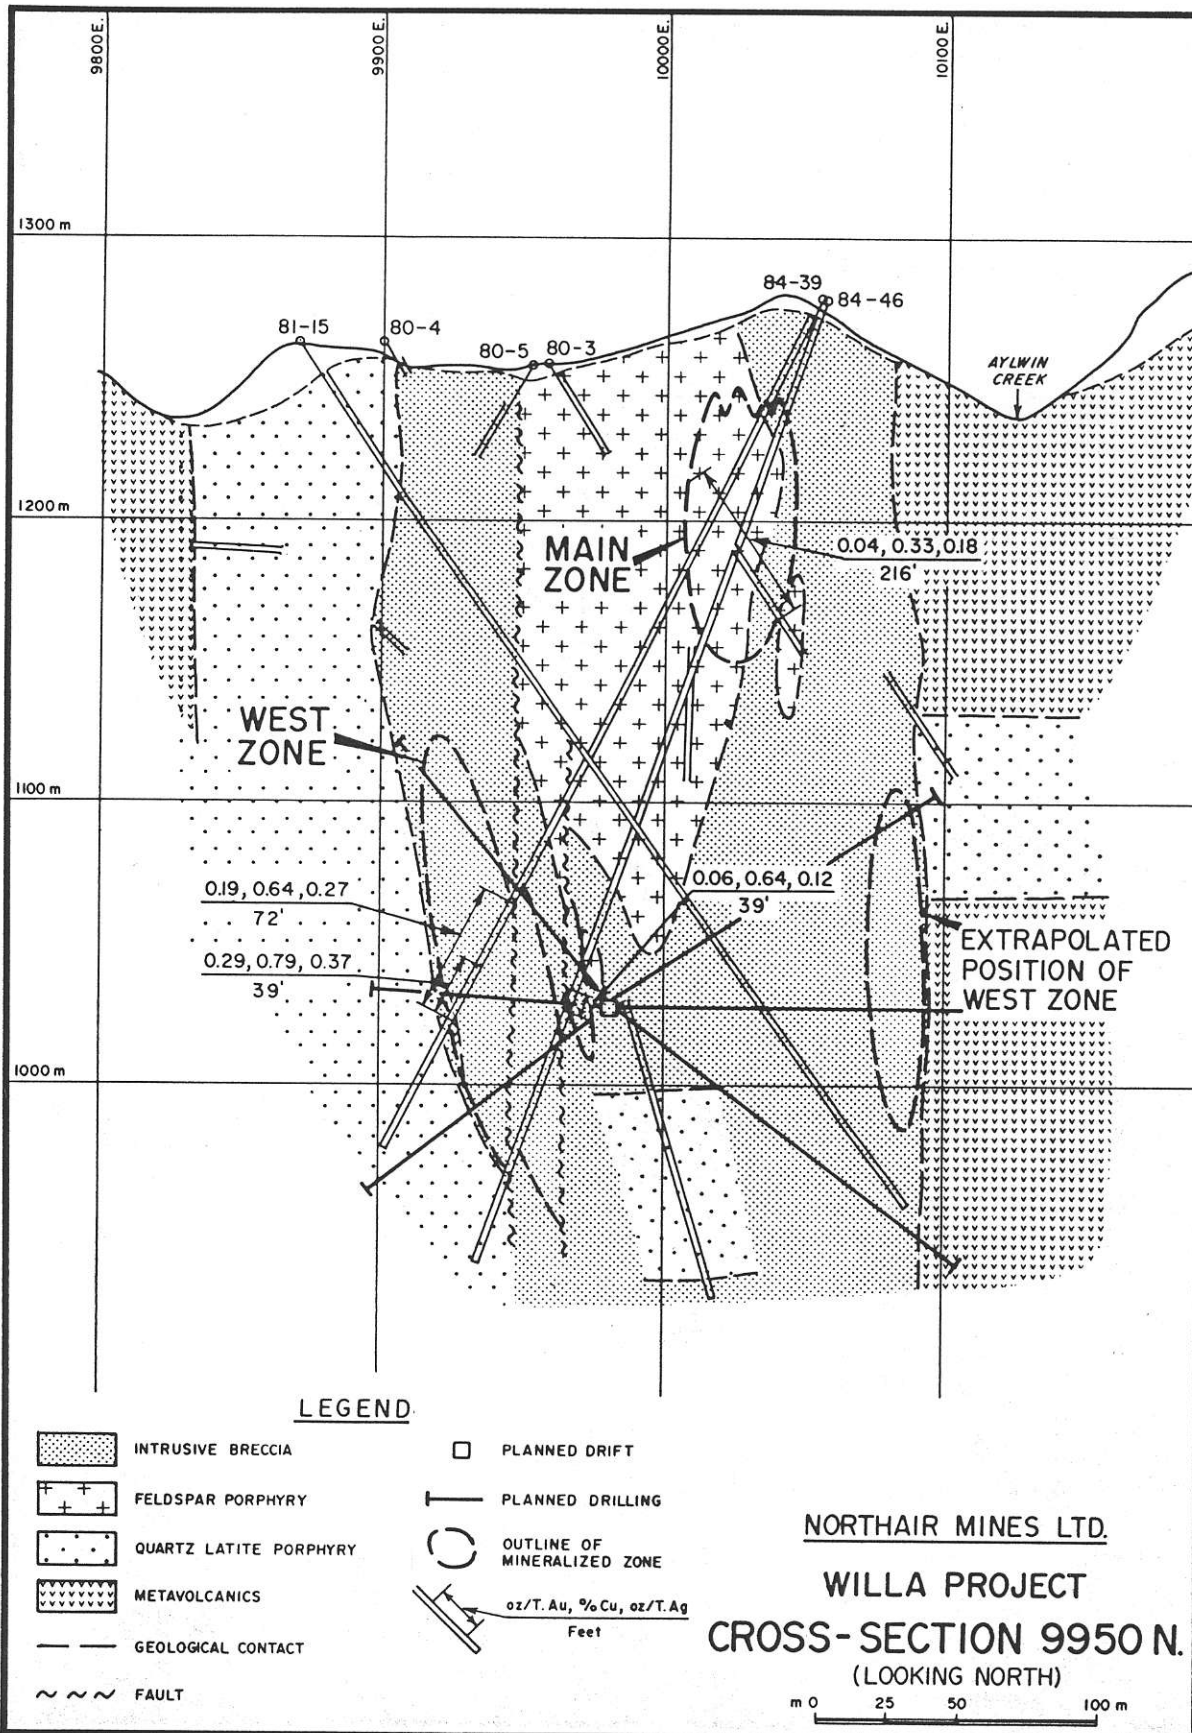 9800 E.
9900 E.
10000 E.
10100 E.
1300 m
84-39
84-46
81-15
80-4
80-5
80-3
AYLWIN
CREEK
1200 m
MAIN
ZONE
0.04, 0.33, 0.18
216'
WEST
ZONE
1100 m
0.19, 0.64, 0.27
72'
0.06, 0.64, 0.12
39'
0.29, 0.79, 0.37
39'
EXTRAPOLATED
POSITION OF
WEST ZONE
1000 m
LEGEND
INTRUSIVE BRECCIA
FELDSPAR PORPHYRY
QUARTZ LATITE PORPHYRY
METAVOLCANICS
GEOLOGICAL CONTACT
FAULT
PLANNED DRIFT
PLANNED DRILLING
OUTLINE OF
MINERALIZED ZONE
oz/T. Au, % Cu, oz/T. Ag
Feet
NORTHAIR MINES LTD.
WILLA PROJECT
CROSS-SECTION 9950 N.
(LOOKING NORTH)
m 0 25 50 100 m